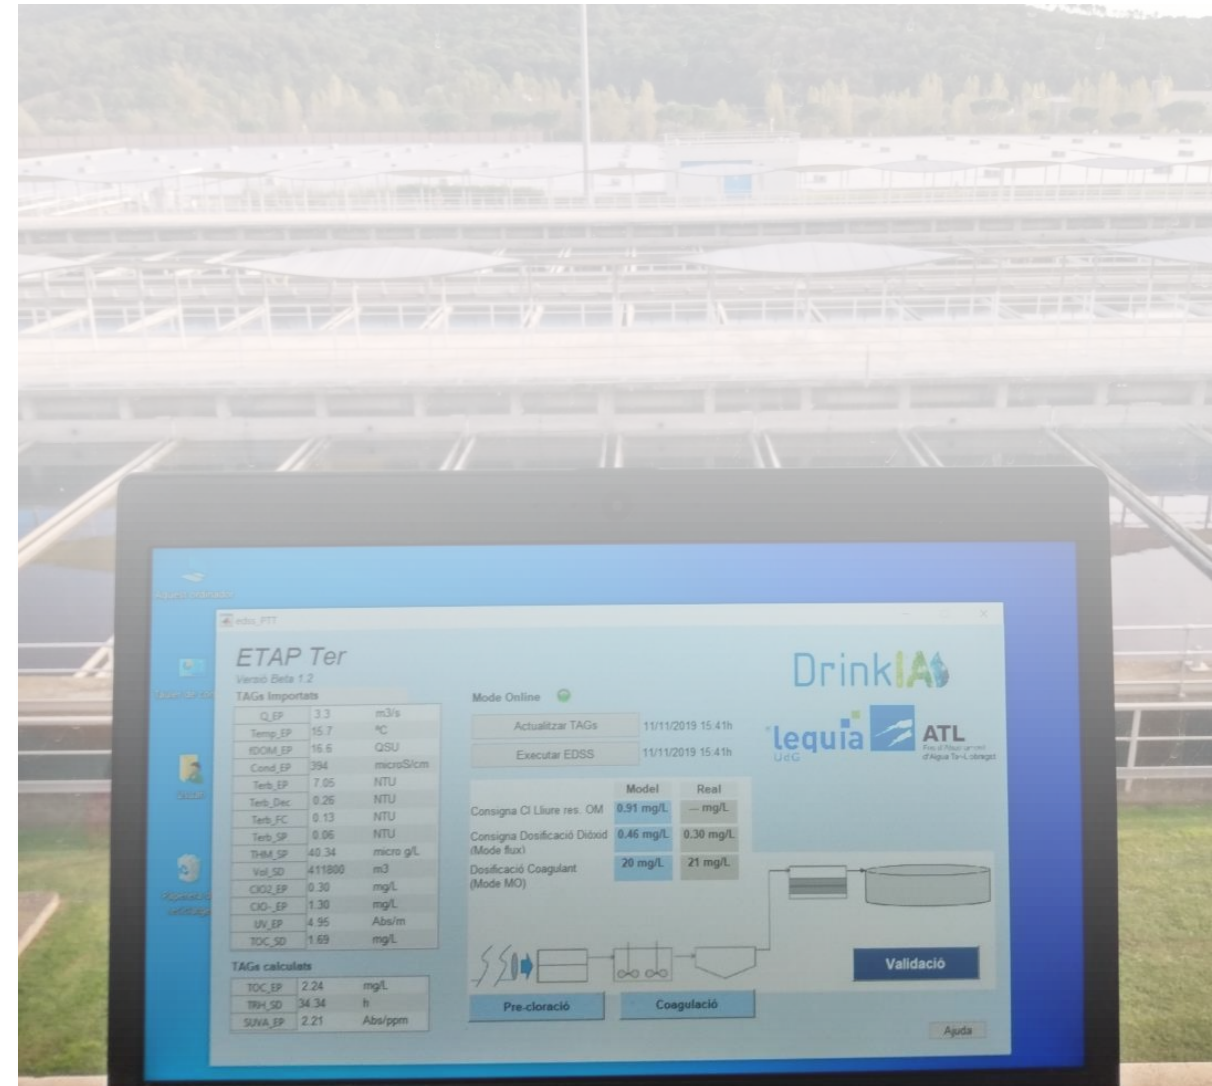 edss_PTT
ETAP Ter
Versió Beta 1.2
TAGs Importats
Q_EP 3.3 m3/s
Temp_EP 15.7 ºC
fDOM_EP 16.6 QSU
Cond_EP 394 microS/cm
Terb_EP 7.05 NTU
Terb_Dec 0.26 NTU
Terb_FC 0.13 NTU
Terb_SP 0.06 NTU
THM_SP 40.34 micro g/L
Vol_SD 411800 m3
ClO2_EP 0.30 mg/L
ClO-_EP 1.30 mg/L
UV_EP 4.95 Abs/m
TOC_SD 1.69 mg/L
TAGs calculats
TOC_EP 2.24 mg/L
TRH_SD 34.34 h
SUVA_EP 2.21 Abs/ppm
Mode Online
Actualitzar TAGs 11/11/2019 15:41h
Executar EDSS 11/11/2019 15:41h
Model Real
Consigna Cl Lliure res. OM 0.91 mg/L --- mg/L
Consigna Dosificació Diòxid 0.46 mg/L 0.30 mg/L
(Mode flux)
Dosificació Coagulant 20 mg/L 21 mg/L
(Mode MO)
DrinkIA
lequia
UdG
ATL
d'Aigua Ter-Llobregat
Validació
Pre-cloració
Coagulació
Ajuda